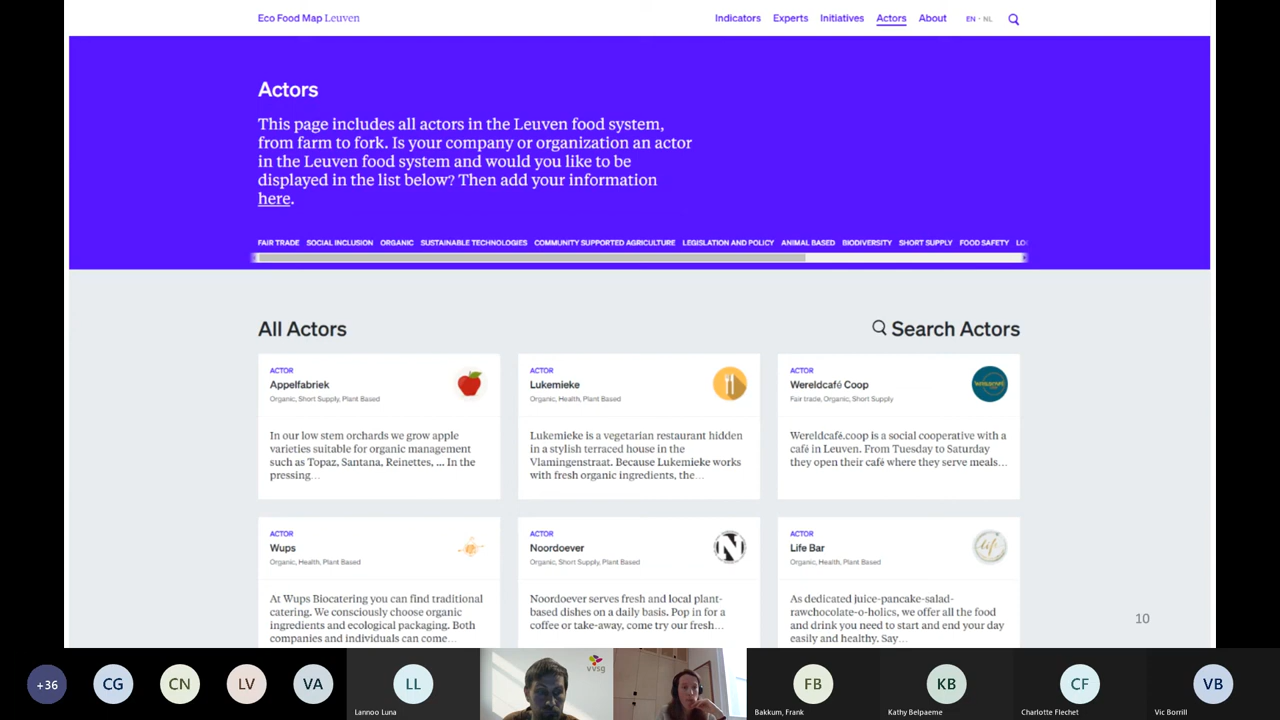 Eco Food Map Leuven
Indicators Experts Initiatives Actors About EN - NL
Actors
This page includes all actors in the Leuven food system,
from farm to fork. Is your company or organization an actor
in the Leuven food system and would you like to be
displayed in the list below? Then add your information
here.
FAIR TRADE SOCIAL INCLUSION ORGANIC SUSTAINABLE TECHNOLOGIES COMMUNITY SUPPORTED AGRICULTURE LEGISLATION AND POLICY ANIMAL BASED BIODIVERSITY SHORT SUPPLY FOOD SAFETY
All Actors
Search Actors
ACTOR
Appelfabriek
Organic, Short Supply, Plant Based
In our low stem orchards we grow apple
varieties suitable for organic management
such as Topaz, Santana, Reinettes, ... In the
pressing...
ACTOR
Lukemieke
Organic, Health, Plant Based
Lukemieke is a vegetarian restaurant hidden
in a stylish terraced house in the
Vlamingenstraat. Because Lukemieke works
with fresh organic ingredients, the...
ACTOR
Wereldcafé Coop
Fair trade, Organic, Short Supply
Wereldcafé.coop is a social cooperative with a
café in Leuven. From Tuesday to Saturday
they open their café where they serve meals...
ACTOR
Wups
Organic, Health, Plant Based
At Wups Biocatering you can find traditional
catering. We consciously choose organic
ingredients and ecological packaging. Both
companies and individuals can come...
ACTOR
Noordoever
Organic, Short Supply, Plant Based
N
Noordoever serves fresh and local plant-
based dishes on a daily basis. Pop in for a
coffee or take-away, come try our fresh...
ACTOR
Life Bar
Organic, Health, Plant Based
life
As dedicated juice-pancake-salad-
rawchocolate-o-holics, we offer all the food
and drink you need to start and end your day
easily and healthy. Say...
10
+36 CG CN LV VA LL vvsg FB KB CF VB
Lannoo Luna Bakkum, Frank Kathy Belpaeme Charlotte Flechet Vic Borrill